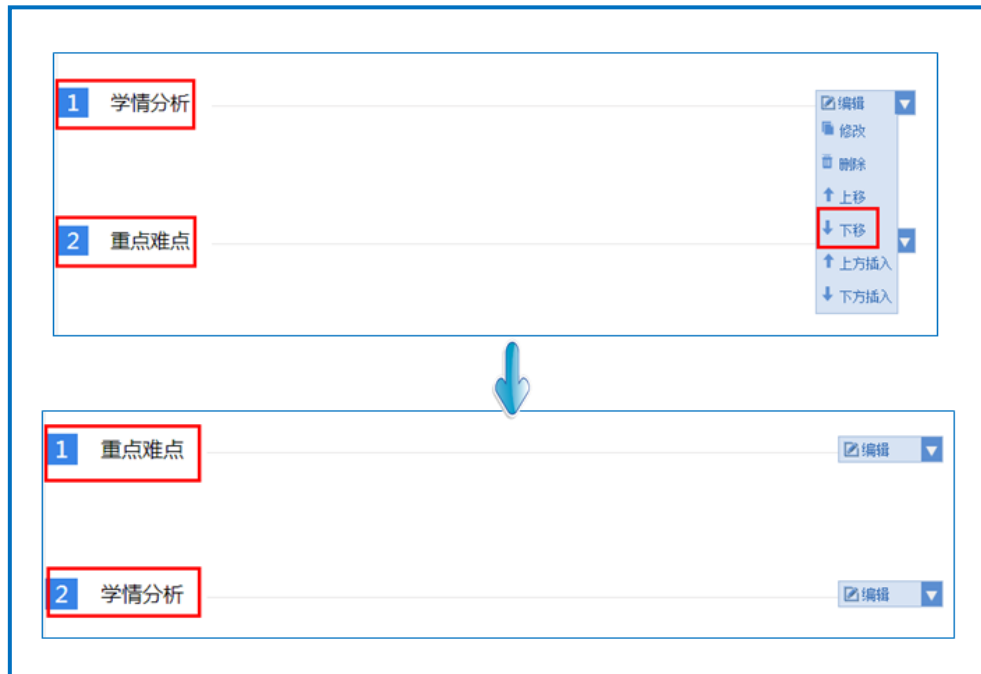 1 学情分析
编辑
修改
删除
上移
2 重点难点
下移
上方插入
下方插入
1 重点难点 编辑
2 学情分析 编辑